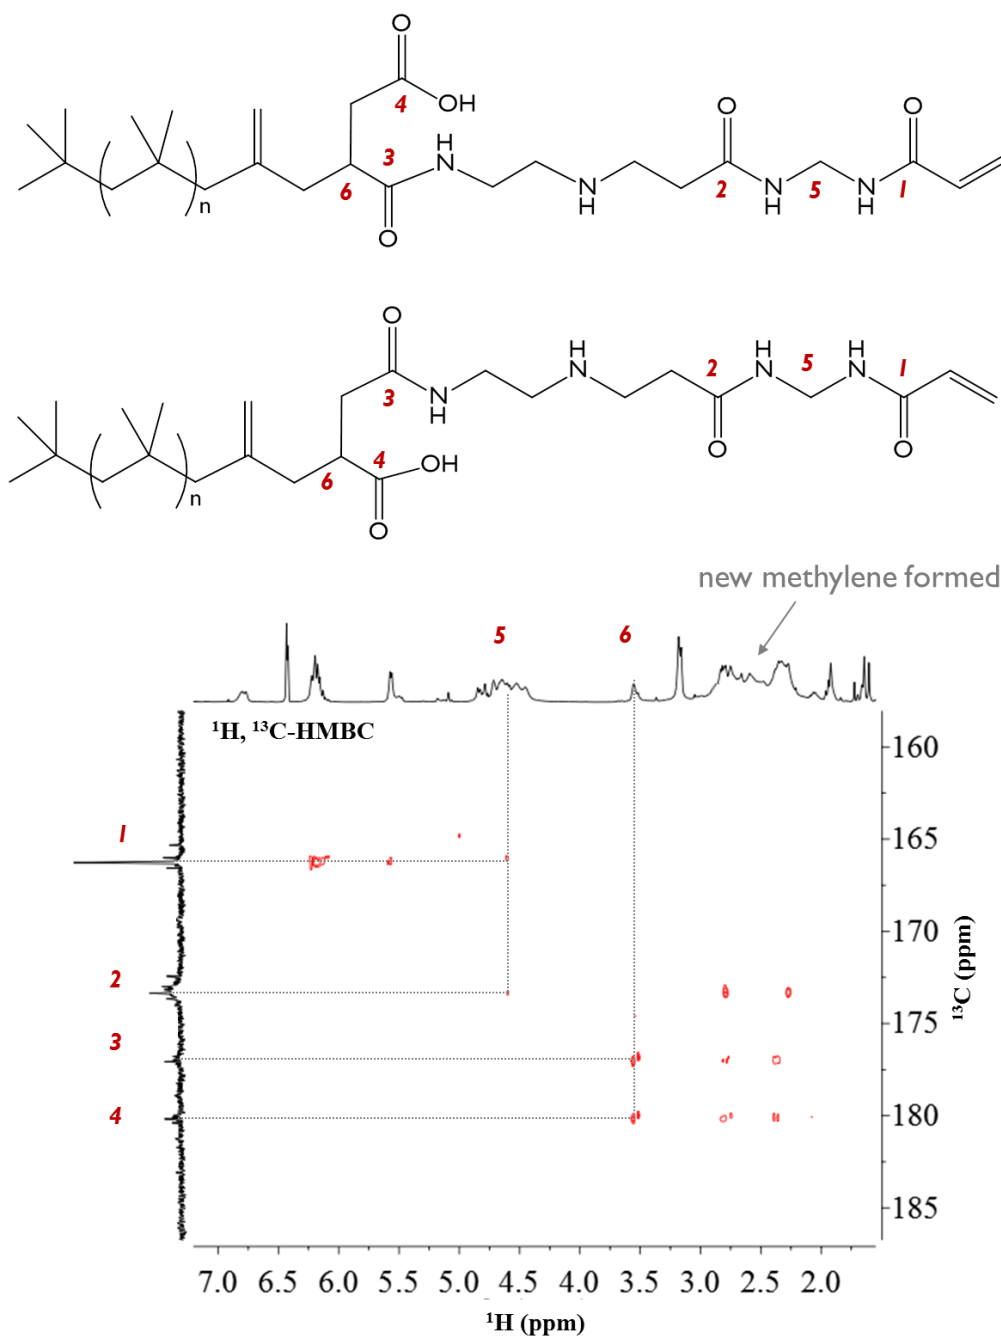 O
4
OH
O
O
3
H
N
6
n
O
N
H
2
N
H
5
N
H
1
O
H
N
H
N
H
N
2
5
1
3
N
H
O
O
4
OH
6
n
O
new methylene formed
5
6
¹H, ¹³C-HMBC
160
1
165
170
2
175
3
4
180
185
¹³C (ppm)
7.0 6.5 6.0 5.5 5.0 4.5 4.0 3.5 3.0 2.5 2.0
¹H (ppm)